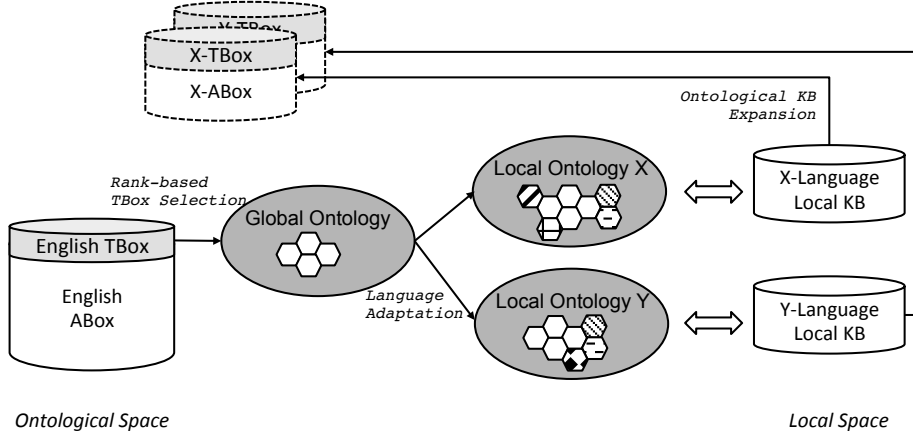 Y-TBox
X-TBox
X-ABox
Ontological KB
Expansion
Rank-based
TBox Selection
Local Ontology X
X-Language
Local KB
Global Ontology
English TBox
English
ABox
Language
Adaptation
Local Ontology Y
Y-Language
Local KB
Ontological Space
Local Space